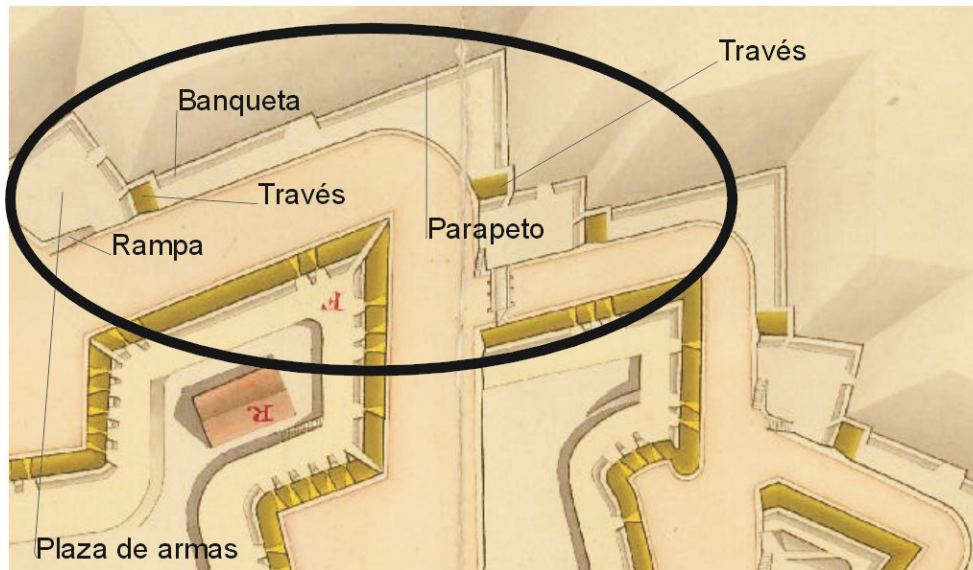 Través
Banqueta
Través
Parapeto
Rampa
F
R
Plaza de armas